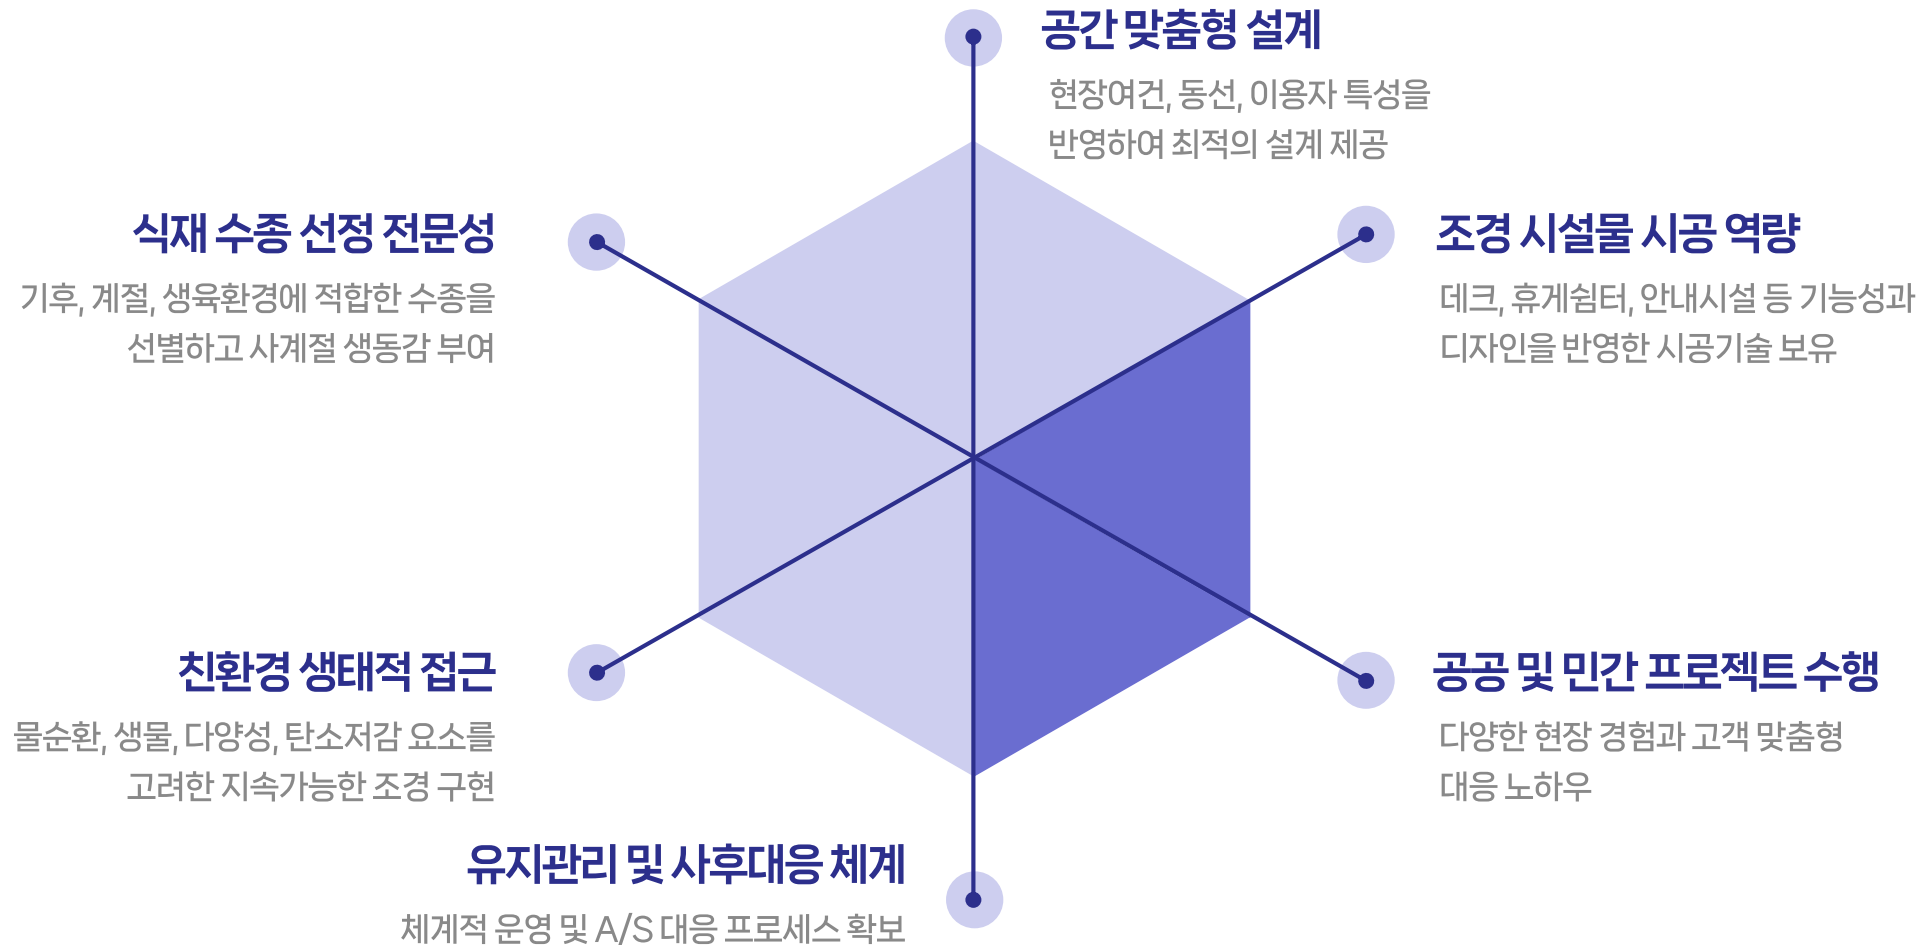 공간 맞춤형 설계
현장여건, 동선, 이용자 특성을
반영하여 최적의 설계 제공
식재 수종 선정 전문성
기후, 계절, 생육환경에 적합한 수종을
선별하고 사계절 생동감 부여
조경 시설물 시공 역량
데크, 휴게쉼터, 안내시설 등 기능성과
디자인을 반영한 시공기술 보유
친환경 생태적 접근
물순환, 생물, 다양성, 탄소저감 요소를
고려한 지속가능한 조경 구현
공공 및 민간 프로젝트 수행
다양한 현장 경험과 고객 맞춤형
대응 노하우
유지관리 및 사후대응 체계
체계적 운영 및 A/S 대응 프로세스 확보